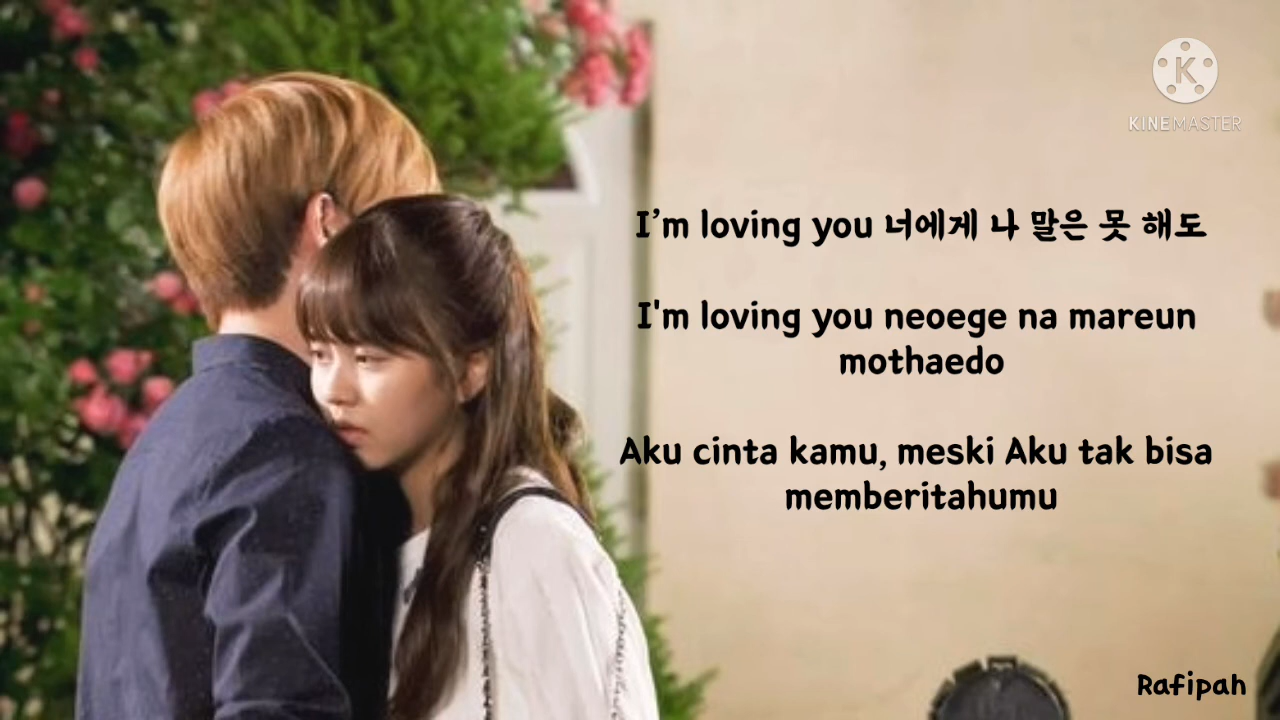 KINEMASTER
I’m loving you 너에게 나 말은 못 해도
I'm loving you neoege na mareun
mothaedo
Aku cinta kamu, meski Aku tak bisa
memberitahumu
Rafipah